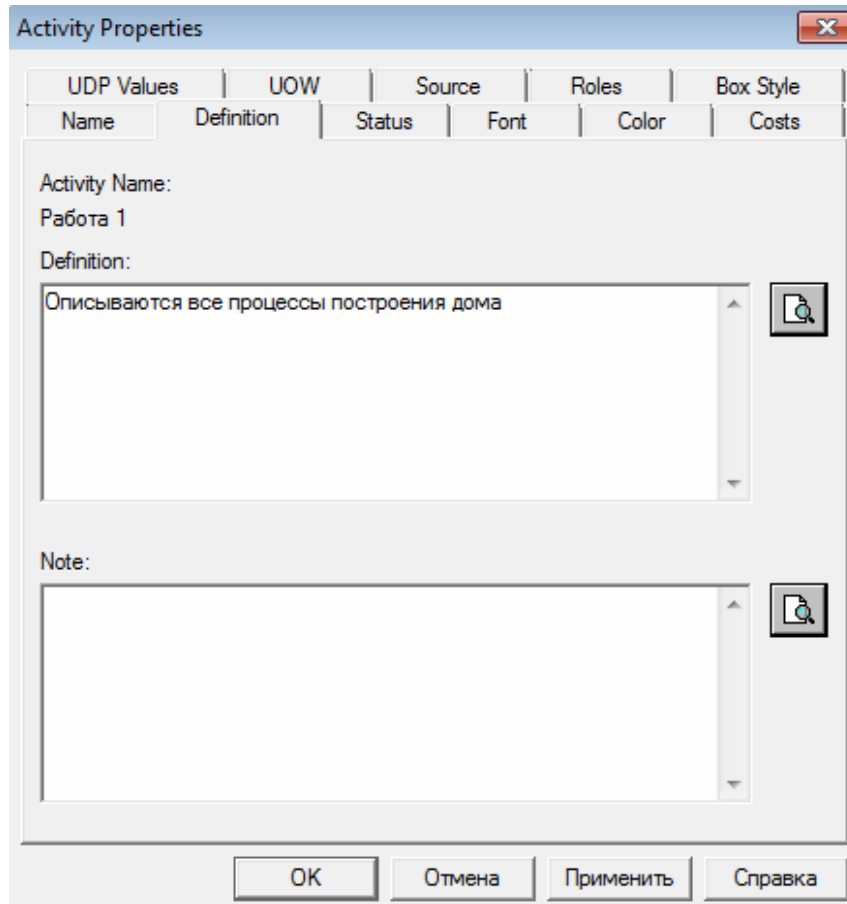 Activity Properties
UDP Values UOW Source Roles Box Style
Name Definition Status Font Color Costs
Activity Name:
Работа 1
Definition:
Описываются все процессы построения дома
Note:
OK Отмена Применить Справка